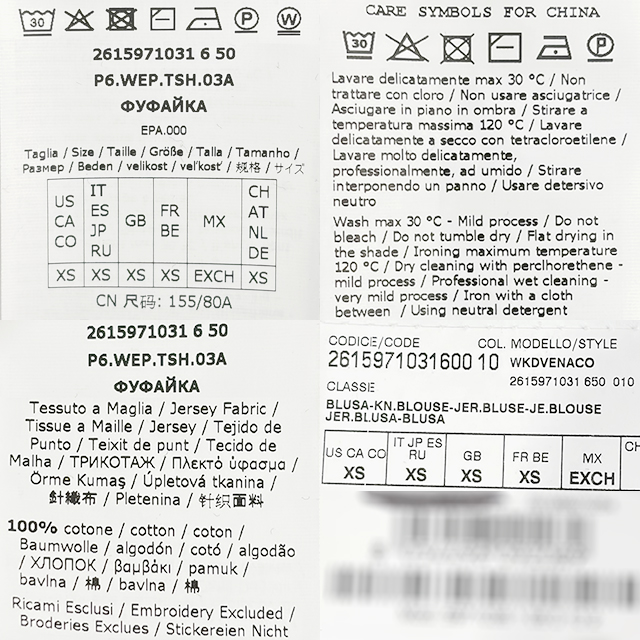 2615971031 6 50
P6.WEP.TSH.03A
ФУФАЙКА
EPA.000
Taglia / Size / Taille / Größe / Talla / Tamanho /
Размер / Beden / velikost / veľkosť / 规格 / サイズ
US CA CO
IT ES JP RU
GB
FR BE
MX
CH AT NL DE
XS XS XS XS EXCH XS
CN 尺码: 155/80A
CARE SYMBOLS FOR CHINA
Lavare delicatamente max 30 °C / Non
trattare con cloro / Non usare asciugatrice /
Asciugare in piano in ombra / Stirare a
temperatura massima 120 °C / Lavare
delicatamente a secco con tetracloroetilene /
Lavare molto delicatamente,
professionalmente, ad umido / Stirare
interponendo un panno / Usare detersivo
neutro
Wash max 30 °C - Mild process / Do not
bleach / Do not tumble dry / Flat drying in
the shade / Ironing maximum temperature
120 °C / Dry cleaning with perclhorethene -
mild process / Professional wet cleaning -
very mild process / Iron with a cloth
between / Using neutral detergent
2615971031 6 50
P6.WEP.TSH.03A
ФУФАЙКА
Tessuto a Maglia / Jersey Fabric /
Tissue a Maille / Jersey / Tejido de
Punto / Teixit de punt / Tecido de
Malha / ТРИКОТАЖ / Πλεκτό ύφασμα /
Örme Kumaş / Úpletová tkanina /
針織布 / Pletenina / 针织面料
100% cotone / cotton / coton /
Baumwolle / algodón / cotó / algodão
/ ХЛОПОК / βαμβάκι / pamuk /
bavlna / 棉 / bavlna / 棉
Ricami Esclusi / Embroidery Excluded /
Broderies Exclues / Stickereien Nicht
CODICE/CODE COL. MODELLO/STYLE
2615971031600 10 WKDVENACO
2615971031 650 010
CLASSE
BLUSA-KN.BLOUSE-JER.BLUSE-JE.BLOUSE
JER.BLUSA-BLUSA
US CA CO
IT JP ES RU
GB
FR BE
MX
CH
XS XS XS XS EXCH